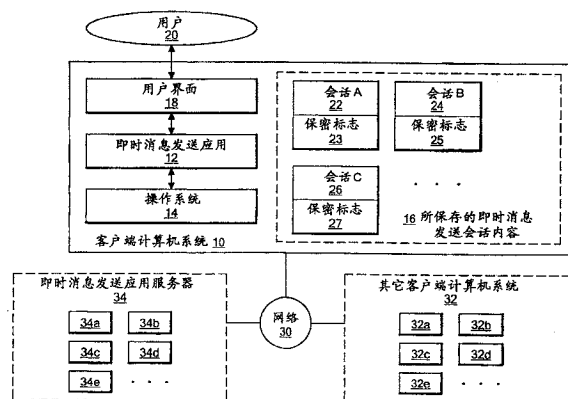 用户
20
用户界面
18
即时消息发送应用
12
操作系统
14
客户端计算机系统 10
会话A
22
保密标志
23
会话B
24
保密标志
25
会话C
26
保密标志
27
. . .
16 所保存的即时消息
发送会话内容
即时消息发送应用服务器
34
34a 34b
34c 34d
34e . . .
网络
30
其它客户端计算机系统
32
32a 32b
32c 32d
32e . . .